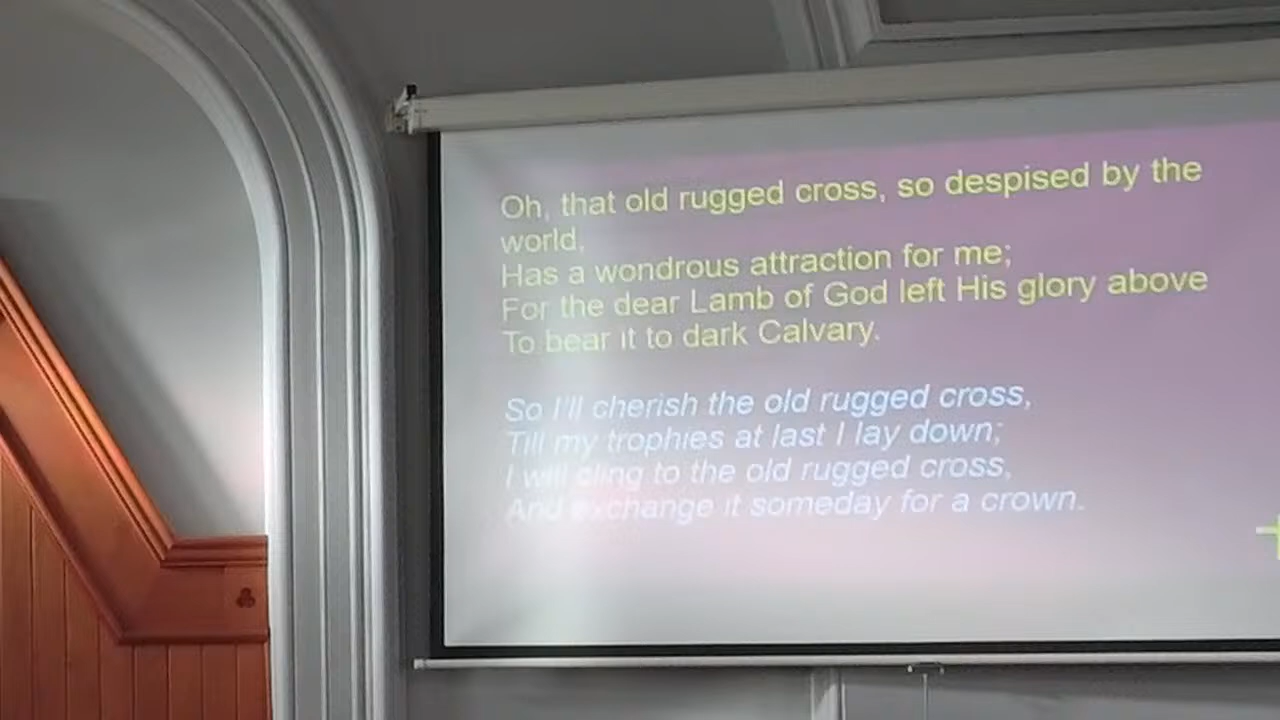 Oh, that old rugged cross, so despised by the
world,
Has a wondrous attraction for me;
For the dear Lamb of God left His glory above
To bear it to dark Calvary.
So I'll cherish the old rugged cross,
Till my trophies at last I lay down;
I will cling to the old rugged cross,
And exchange it someday for a crown.